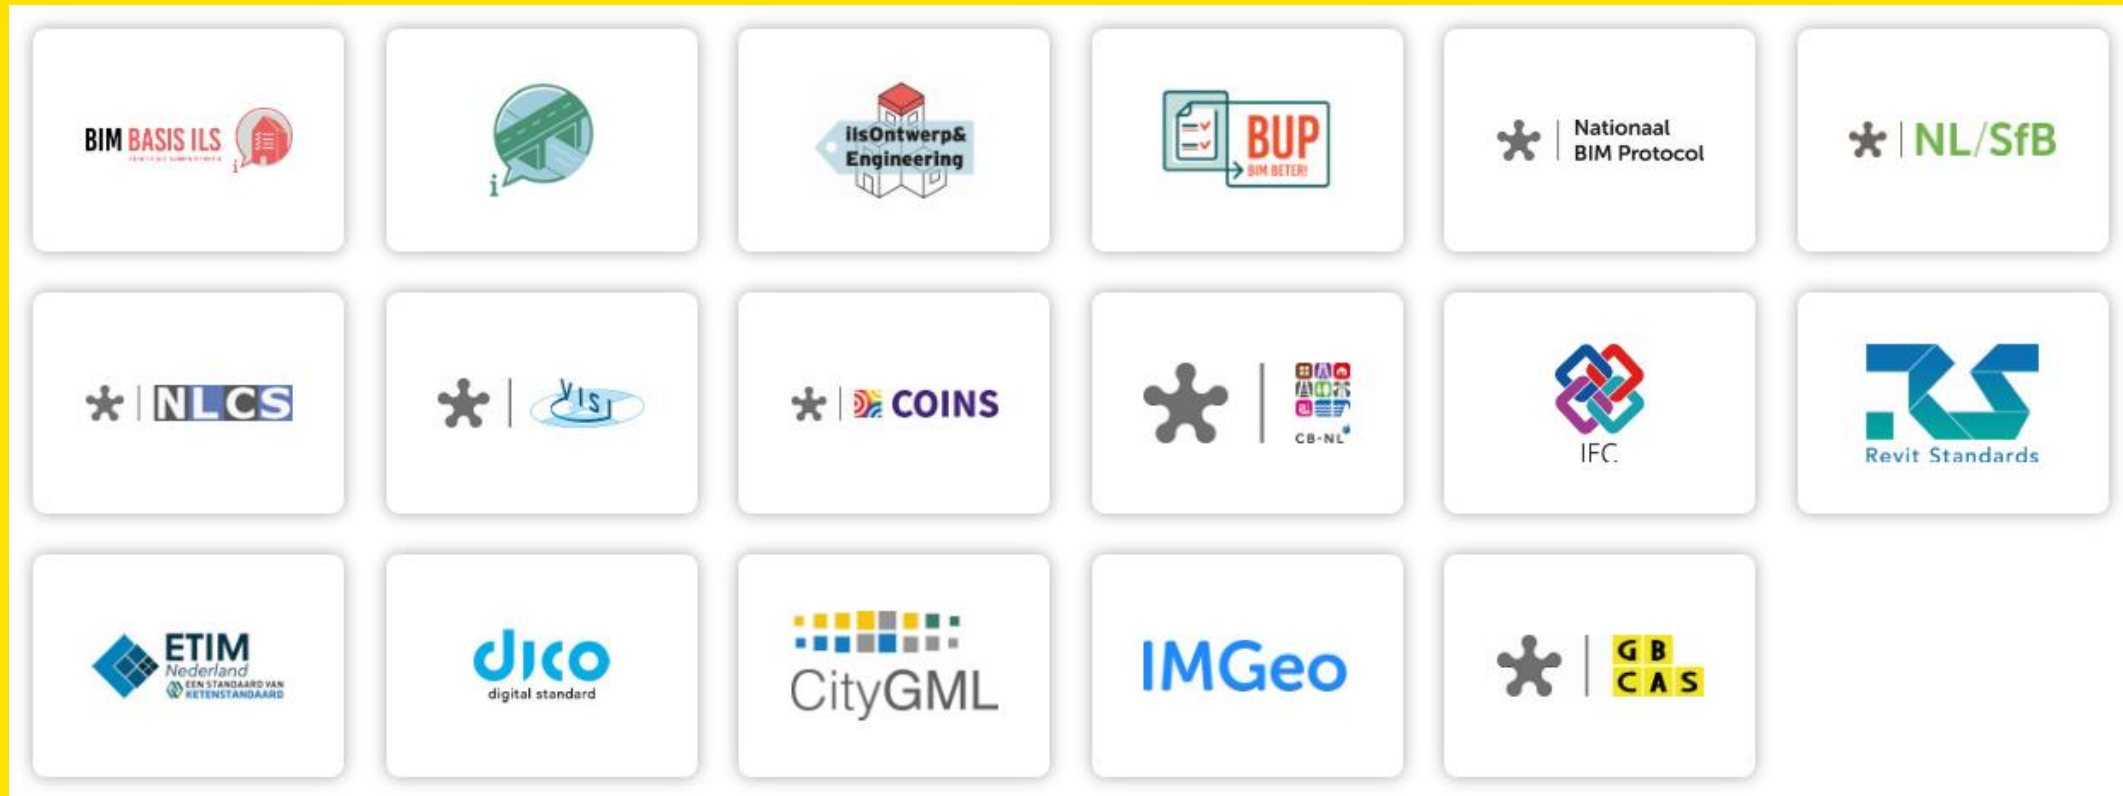 BIM BASIS ILS
i
i
ilsOntwerp&
Engineering
BUP
BIM BETER!
Nationaal
BIM Protocol
NL/SfB
NLCS
VISI
COINS
CB-NL
IFC
RS
Revit Standards
ETIM
Nederland
EEN STANDAARD VAN
KETENSTANDAARD
dico
digital standard
CityGML
IMGeo
GB
CAS